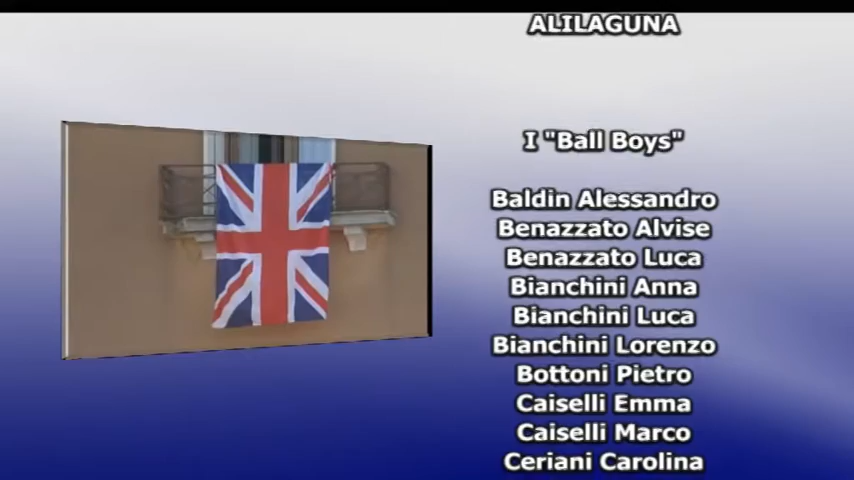 ALILAGUNA
I "Ball Boys"
Baldin Alessandro
Benazzato Alvise
Benazzato Luca
Bianchini Anna
Bianchini Luca
Bianchini Lorenzo
Bottoni Pietro
Caiselli Emma
Caiselli Marco
Ceriani Carolina